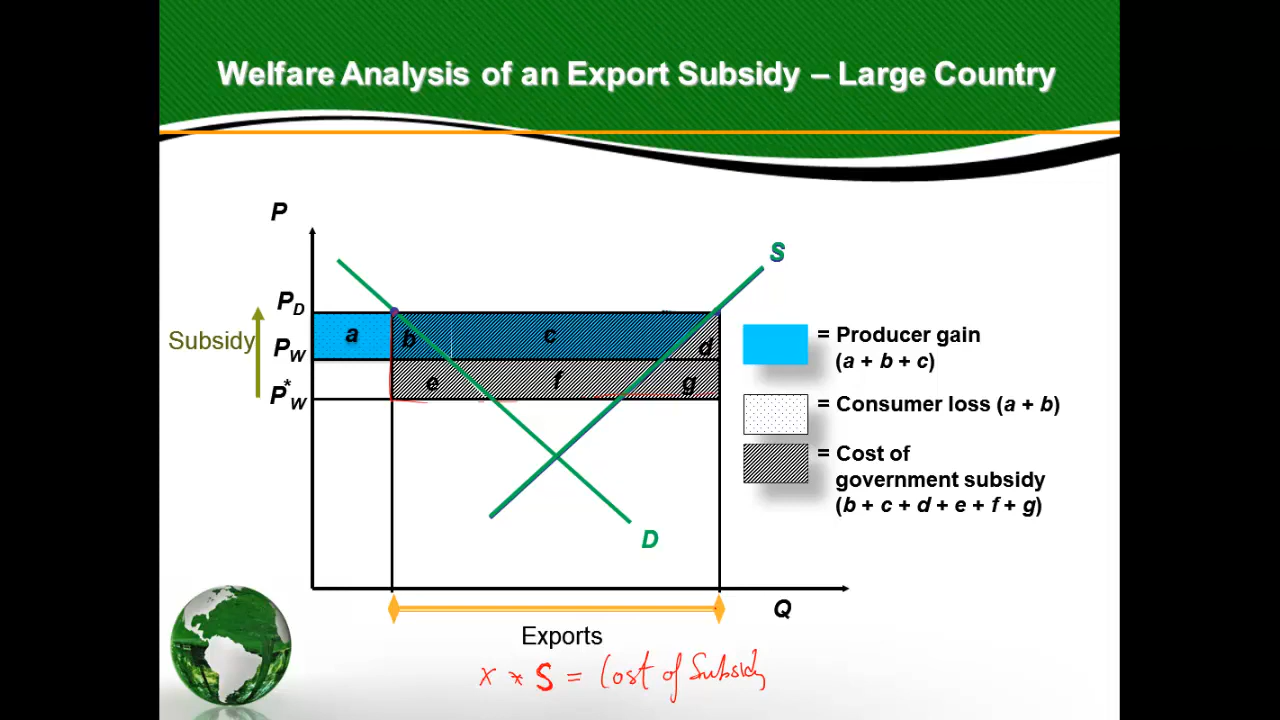 Welfare Analysis of an Export Subsidy – Large Country
P
S
P_D
a
b
c
d
Subsidy
P_W
e
f
g
P*_W
D
Q
Exports
= Producer gain
(a + b + c)
= Consumer loss (a + b)
= Cost of
government subsidy
(b + c + d + e + f + g)
X * S = Cost of Subsidy